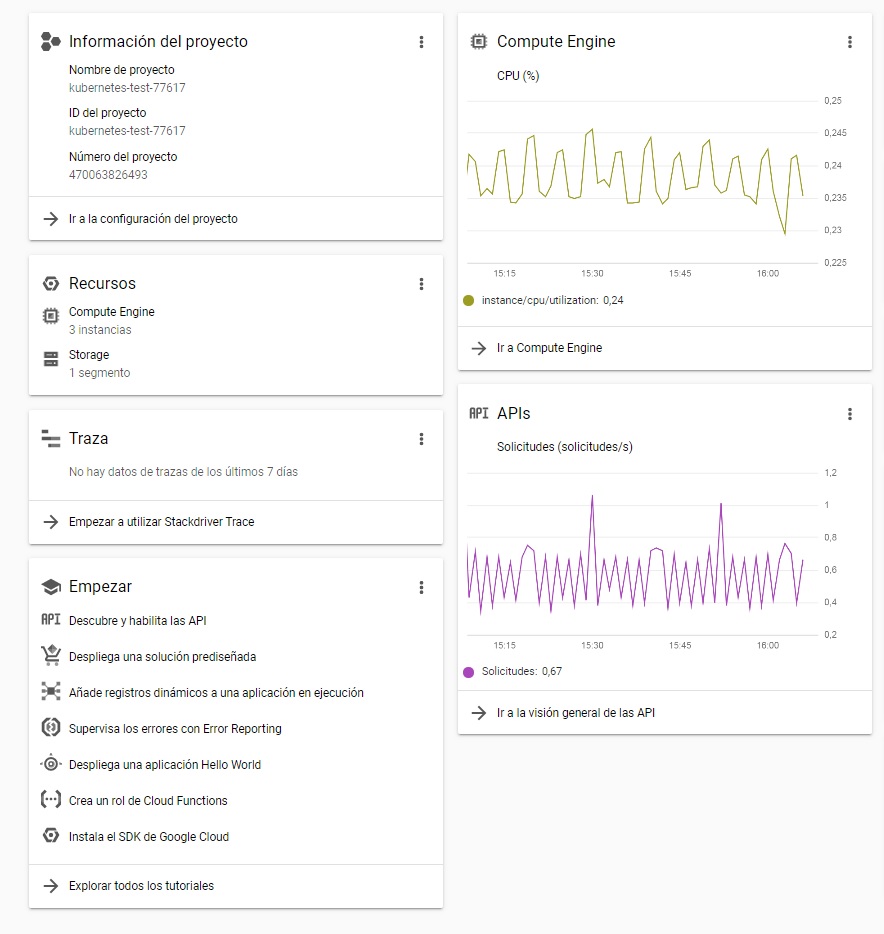 Información del proyecto
Nombre de proyecto
kubernetes-test-77617
ID del proyecto
kubernetes-test-77617
Número del proyecto
470063826493
Ir a la configuración del proyecto
Recursos
Compute Engine
3 instancias
Storage
1 segmento
Traza
No hay datos de trazas de los últimos 7 días
Empezar a utilizar Stackdriver Trace
Empezar
API Descubre y habilita las API
Despliega una solución prediseñada
Añade registros dinámicos a una aplicación en ejecución
Supervisa los errores con Error Reporting
Despliega una aplicación Hello World
Crea un rol de Cloud Functions
Instala el SDK de Google Cloud
Explorar todos los tutoriales
Compute Engine
CPU (%)
0,25
0,245
0,24
0,235
0,23
0,225
15:15 15:30 15:45 16:00
instance/cpu/utilization: 0,24
Ir a Compute Engine
API APIs
Solicitudes (solicitudes/s)
1,2
1
0,8
0,6
0,4
0,2
15:15 15:30 15:45 16:00
Solicitudes: 0,67
Ir a la visión general de las API